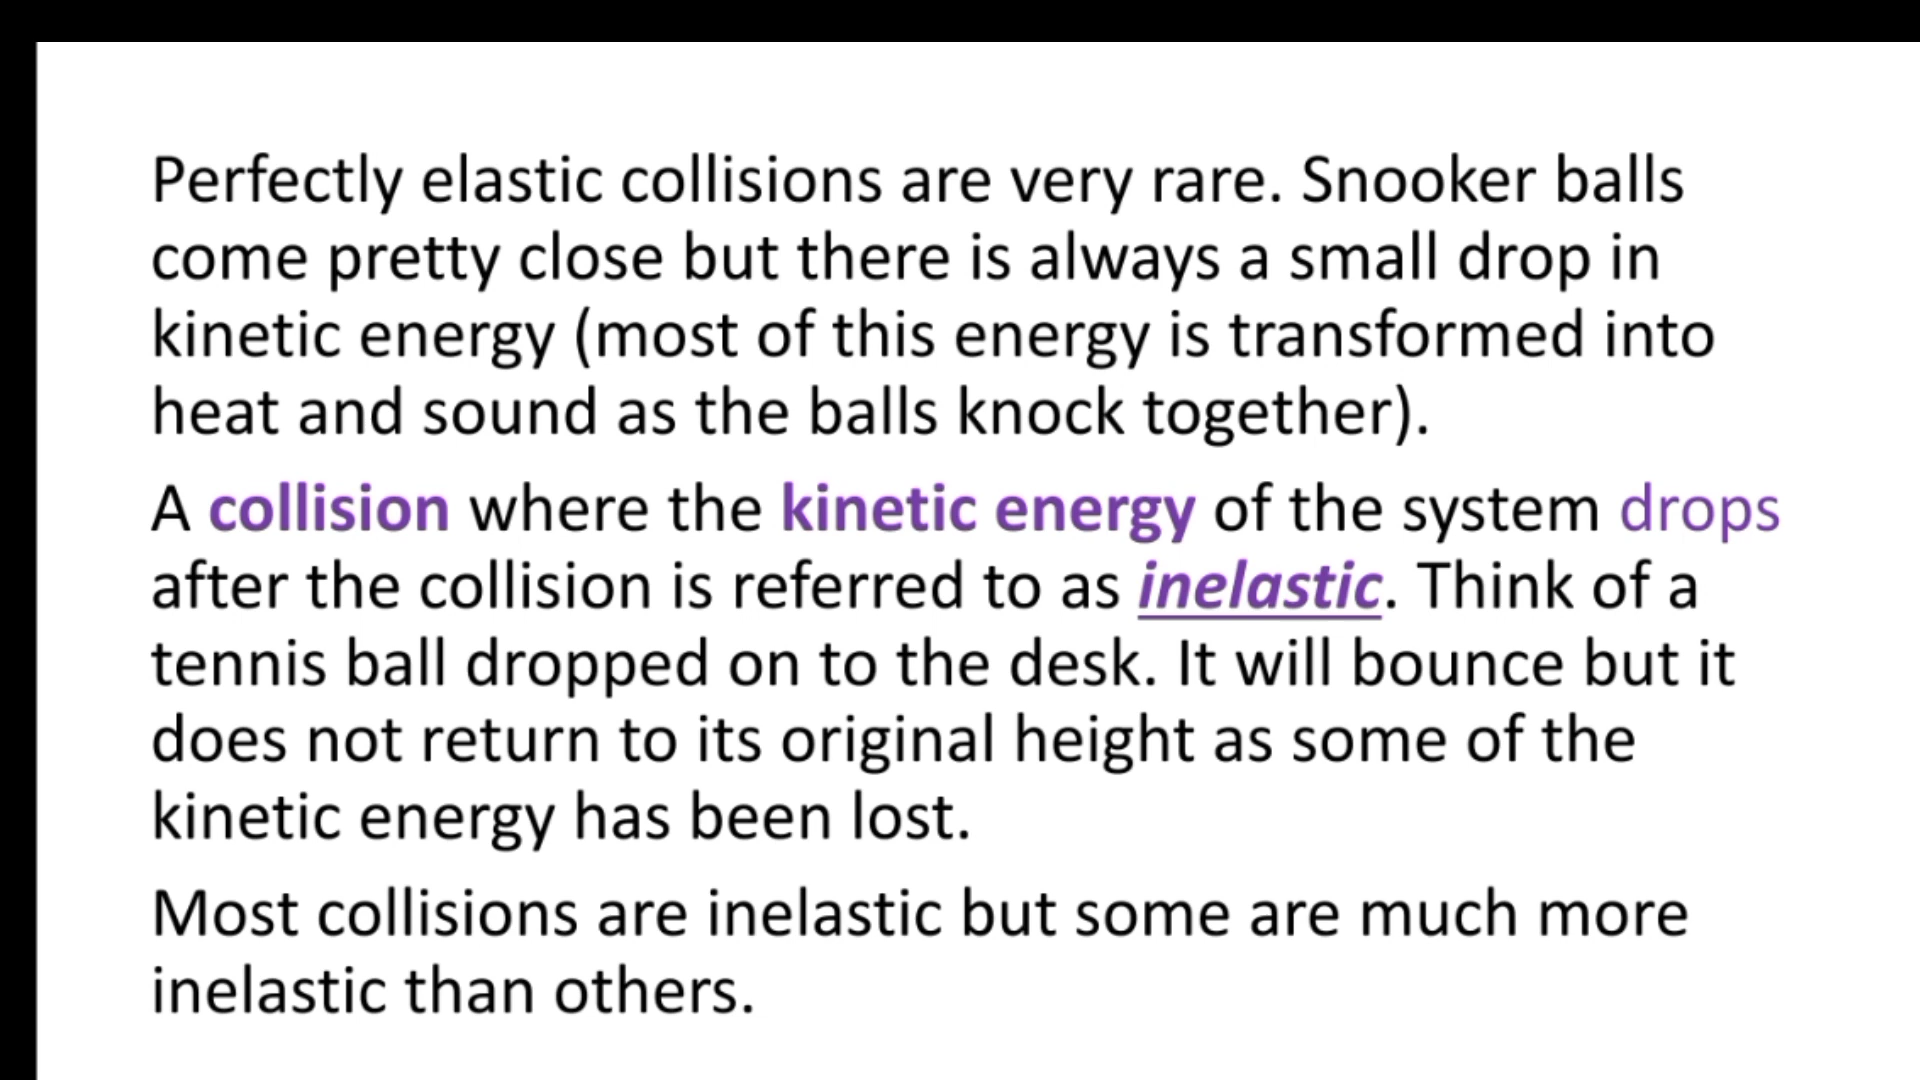 Perfectly elastic collisions are very rare. Snooker balls
come pretty close but there is always a small drop in
kinetic energy (most of this energy is transformed into
heat and sound as the balls knock together).
A collision where the kinetic energy of the system drops
after the collision is referred to as inelastic. Think of a
tennis ball dropped on to the desk. It will bounce but it
does not return to its original height as some of the
kinetic energy has been lost.
Most collisions are inelastic but some are much more
inelastic than others.